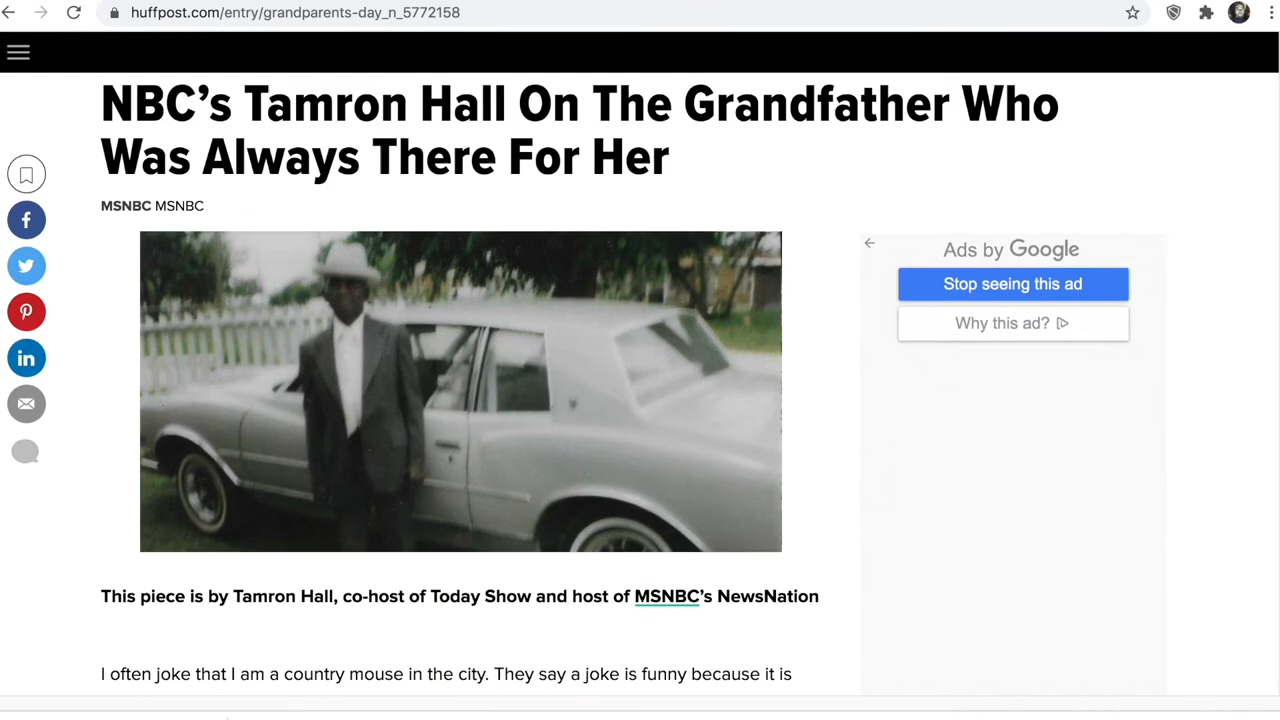 huffpost.com/entry/grandparents-day_n_5772158
NBC’s Tamron Hall On The Grandfather Who
Was Always There For Her
MSNBC MSNBC
Ads by Google
Stop seeing this ad
Why this ad?
This piece is by Tamron Hall, co-host of Today Show and host of MSNBC’s NewsNation
I often joke that I am a country mouse in the city. They say a joke is funny because it is